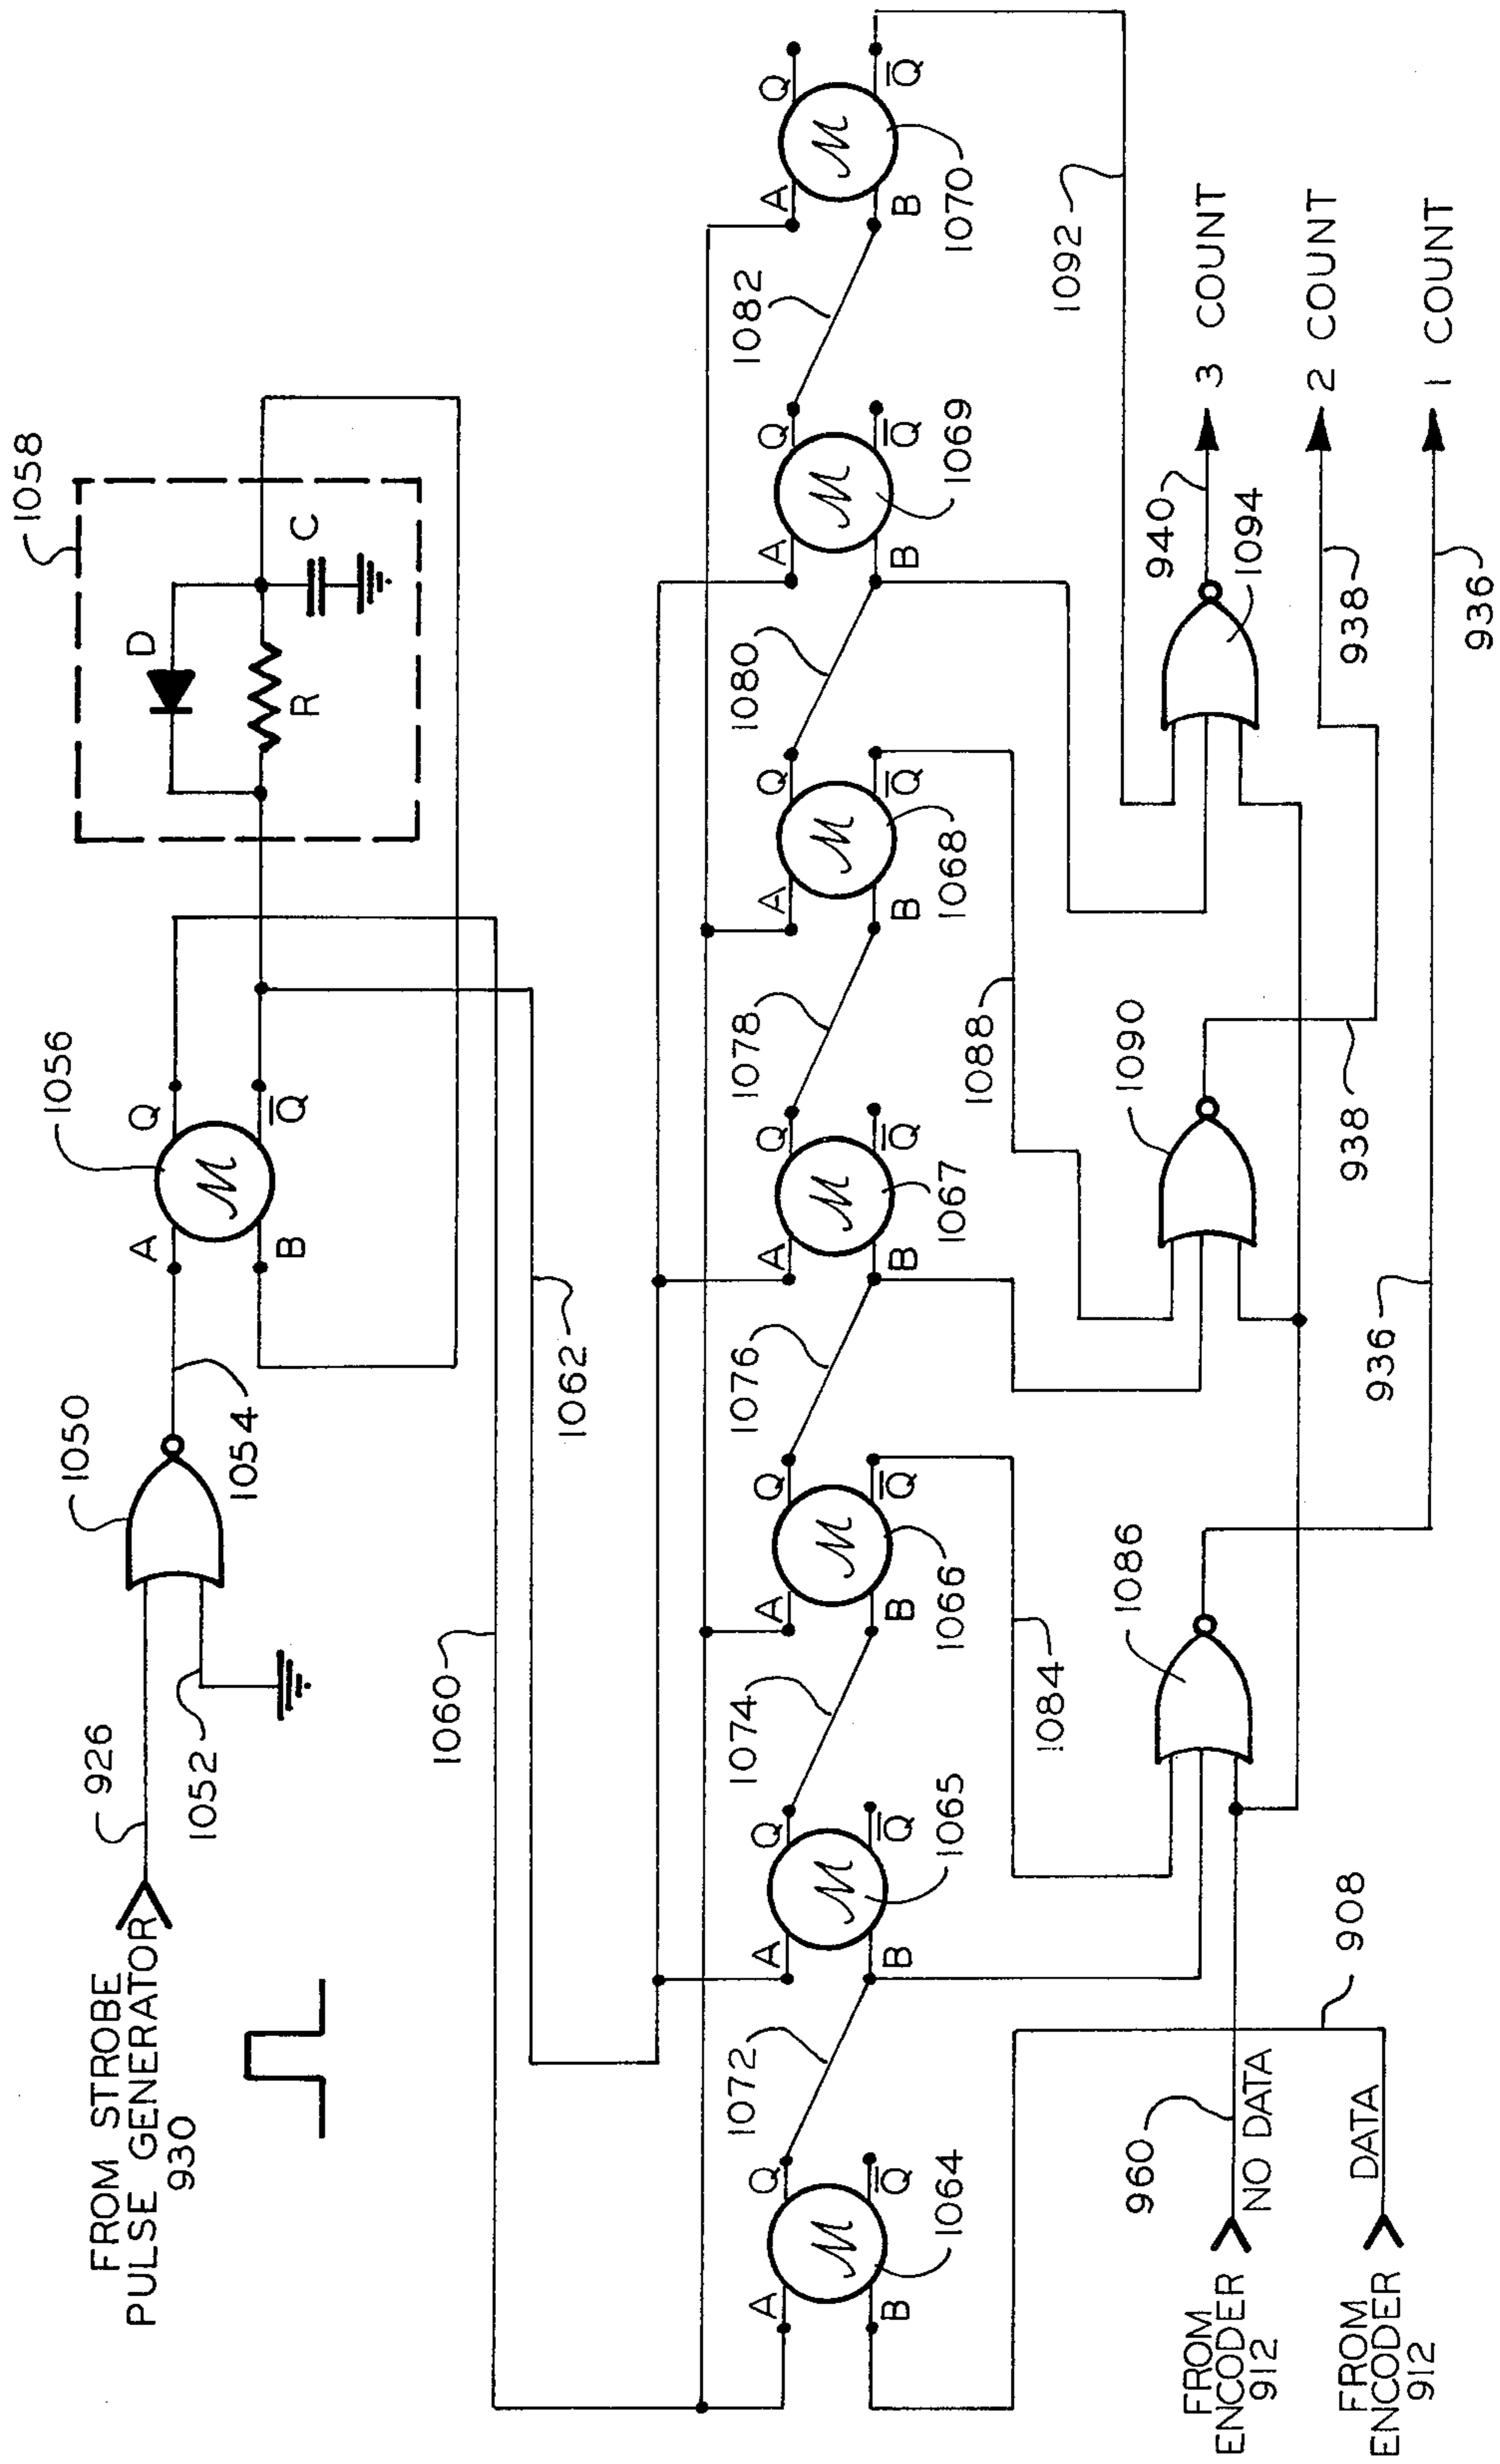 FROM STROBE
PULSE GENERATOR
930
926
1052
1050
1054
1056
A
Q
B
Q̅
1058
D
R
C
1060
1062
A
Q
B
Q̅
1064
1072
A
Q
B
Q̅
1065
1074
A
Q
B
Q̅
1066
1076
A
Q
B
Q̅
1067
1078
A
Q
B
Q̅
1068
1080
A
Q
B
Q̅
1069
1082
A
Q
B
Q̅
1070
1084
1088
1092
1086
1090
1094
940
3 COUNT
938
938
2 COUNT
936
936
1 COUNT
FROM
ENCODER
912
960
NO DATA
FROM
ENCODER
912
DATA
908